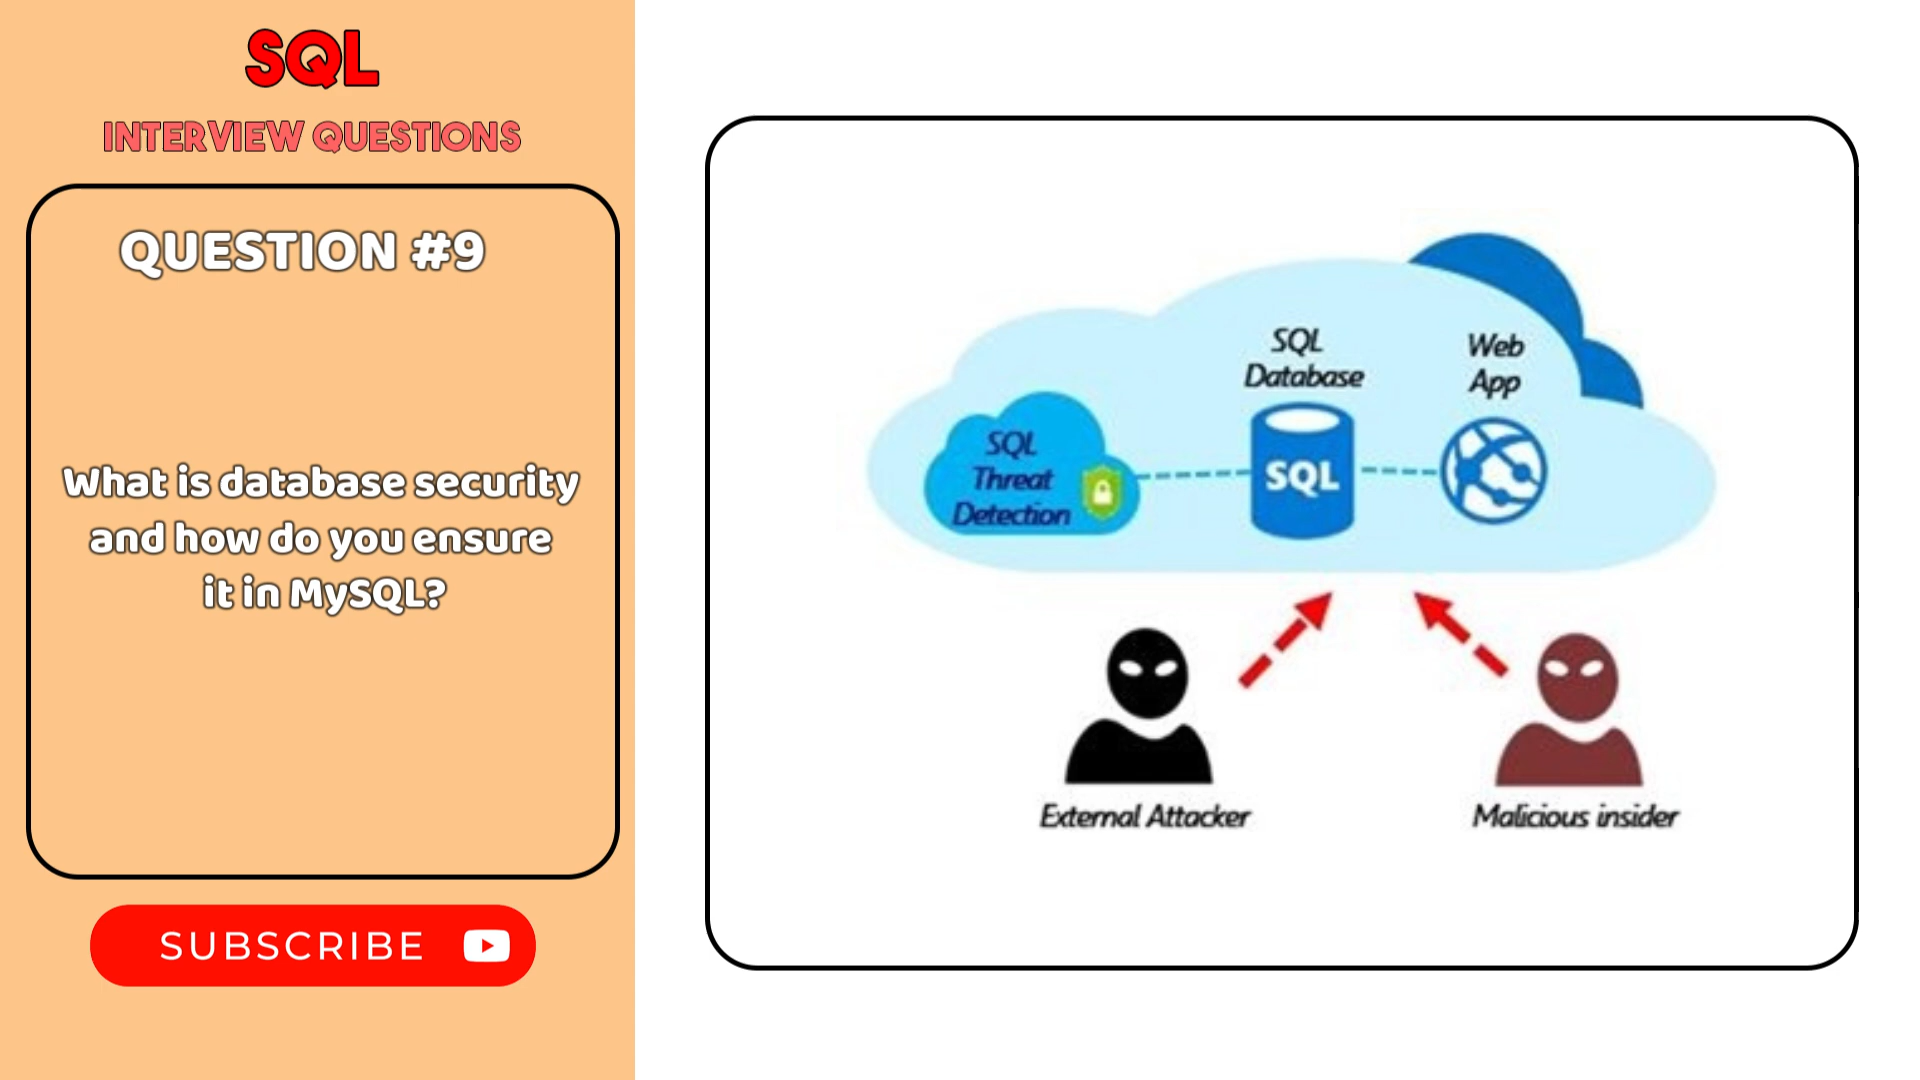 SQL
INTERVIEW QUESTIONS
QUESTION #9
What is database security
and how do you ensure
it in MySQL?
SUBSCRIBE
SQL
Database
Web
App
SQL
Threat
Detection
SQL
External Attacker
Malicious insider